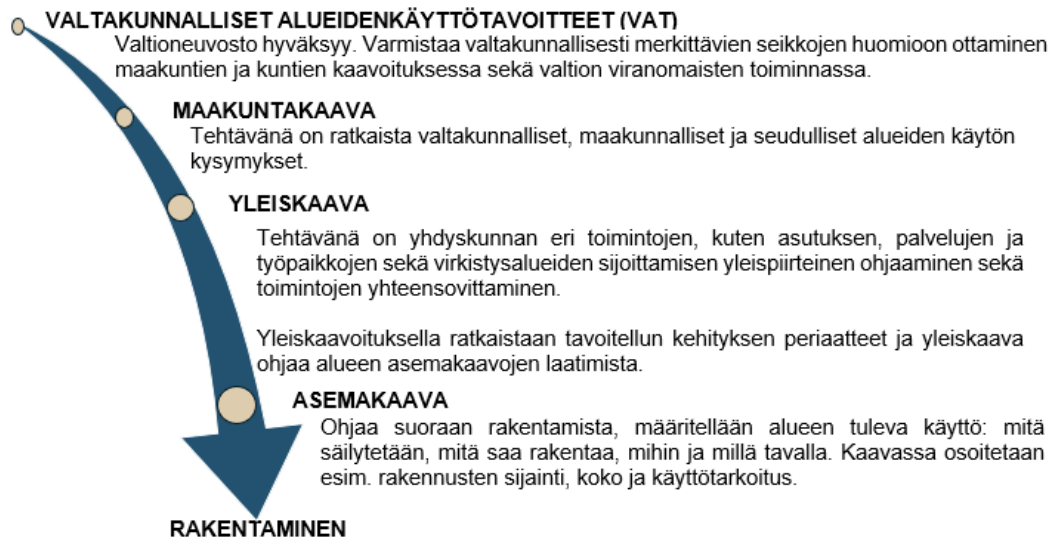 VALTAKUNNALLISET ALUEIDENKÄYTTÖTAVOITTEET (VAT)
Valtioneuvosto hyväksyy. Varmistaa valtakunnallisesti merkittävien seikkojen huomioon ottaminen
maakuntien ja kuntien kaavoituksessa sekä valtion viranomaisten toiminnassa.
MAAKUNTAKAAVA
Tehtävänä on ratkaista valtakunnalliset, maakunnalliset ja seudulliset alueiden käytön
kysymykset.
YLEISKAAVA
Tehtävänä on yhdyskunnan eri toimintojen, kuten asutuksen, palvelujen ja
työpaikkojen sekä virkistysalueiden sijoittamisen yleispiirteinen ohjaaminen sekä
toimintojen yhteensovittaminen.
Yleiskaavoituksella ratkaistaan tavoitellun kehityksen periaatteet ja yleiskaava
ohjaa alueen asemakaavojen laatimista.
ASEMAKAAVA
Ohjaa suoraan rakentamista, määritellään alueen tuleva käyttö: mitä
säilytetään, mitä saa rakentaa, mihin ja millä tavalla. Kaavassa osoitetaan
esim. rakennusten sijainti, koko ja käyttötarkoitus.
RAKENTAMINEN